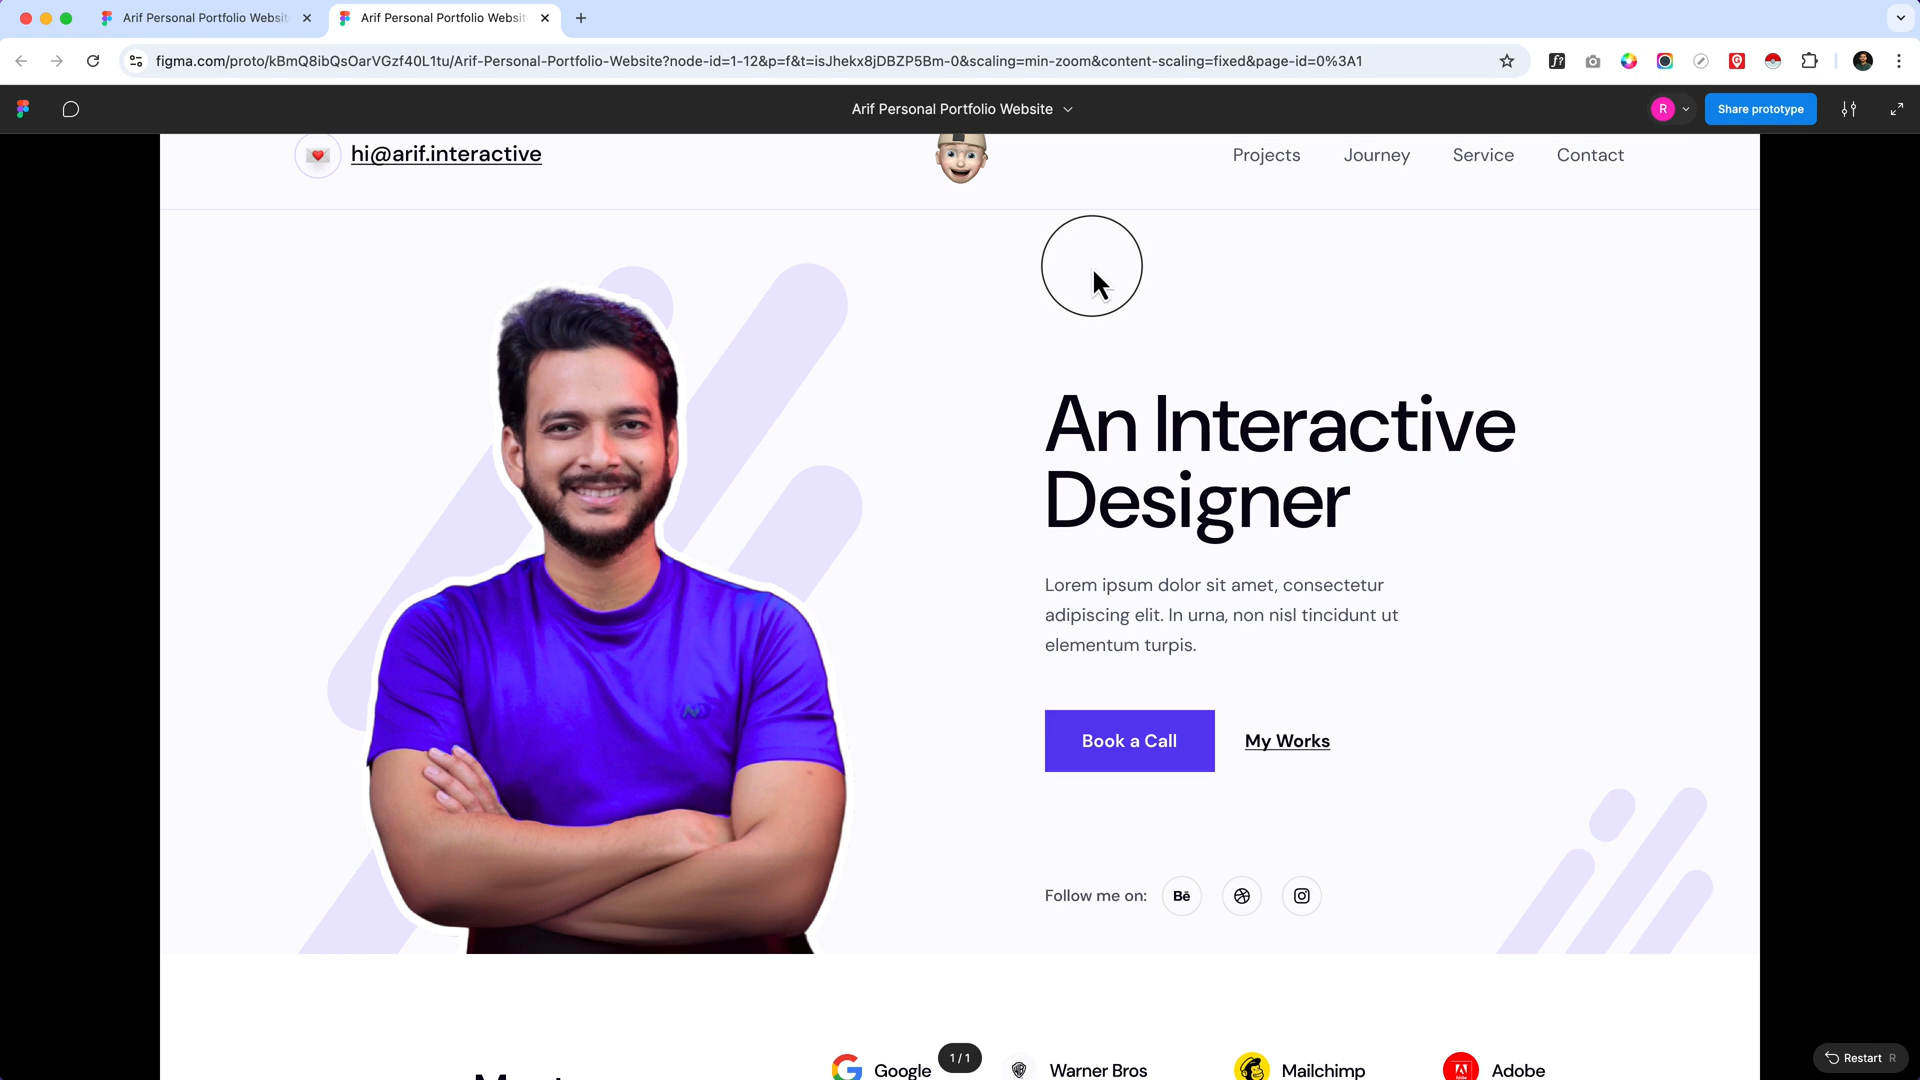 Arif Personal Portfolio Websit
Arif Personal Portfolio Websit
figma.com/proto/kBmQ8ibQsOarVGzf40L1tu/Arif-Personal-Portfolio-Website?node-id=1-12&p=f&t=isJhekx8jDBZP5Bm-0&scaling=min-zoom&content-scaling=fixed&page-id=0%3A1
f?
Arif Personal Portfolio Website
R
Share prototype
hi@arif.interactive
Projects
Journey
Service
Contact
An Interactive
Designer
Lorem ipsum dolor sit amet, consectetur
adipiscing elit. In urna, non nisl tincidunt ut
elementum turpis.
Book a Call
My Works
Follow me on:
Bē
Google
1 / 1
Warner Bros
Mailchimp
Adobe
Restart R